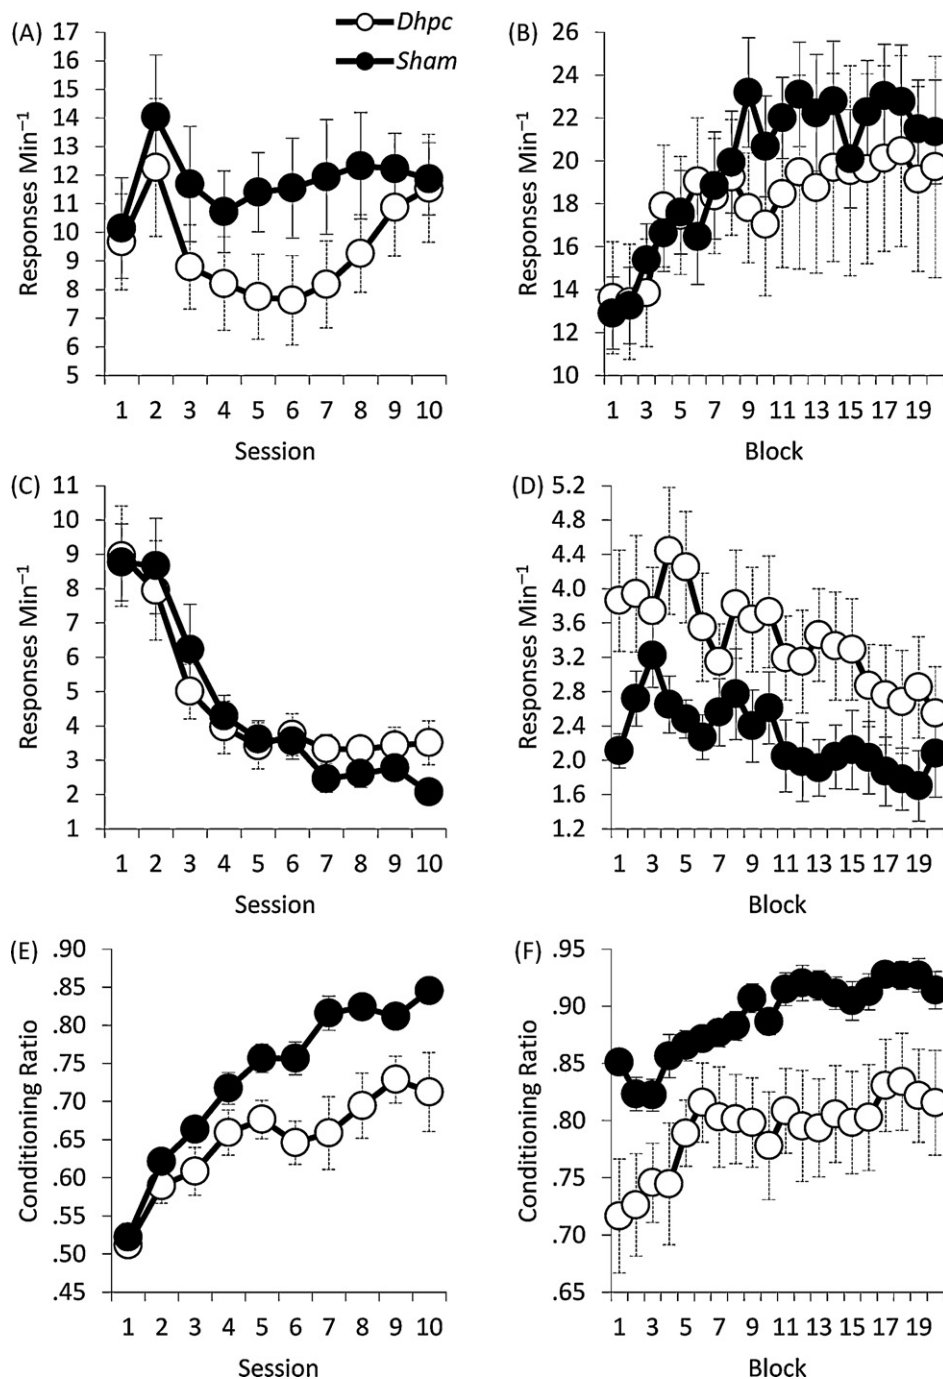 (A)
Dhpc
Sham
17
16
15
14
13
12
11
10
9
8
7
6
5
Responses Min⁻¹
1 2 3 4 5 6 7 8 9 10
Session
(B)
26
24
22
20
18
16
14
12
10
Responses Min⁻¹
1 3 5 7 9 11 13 15 17 19
Block
(C)
11
10
9
8
7
6
5
4
3
2
1
Responses Min⁻¹
1 2 3 4 5 6 7 8 9 10
Session
(D)
5.2
4.8
4.4
4.0
3.6
3.2
2.8
2.4
2.0
1.6
1.2
Responses Min⁻¹
1 3 5 7 9 11 13 15 17 19
Block
(E)
.90
.85
.80
.75
.70
.65
.60
.55
.50
.45
Conditioning Ratio
1 2 3 4 5 6 7 8 9 10
Session
(F)
.95
.90
.85
.80
.75
.70
.65
Conditioning Ratio
1 3 5 7 9 11 13 15 17 19
Block